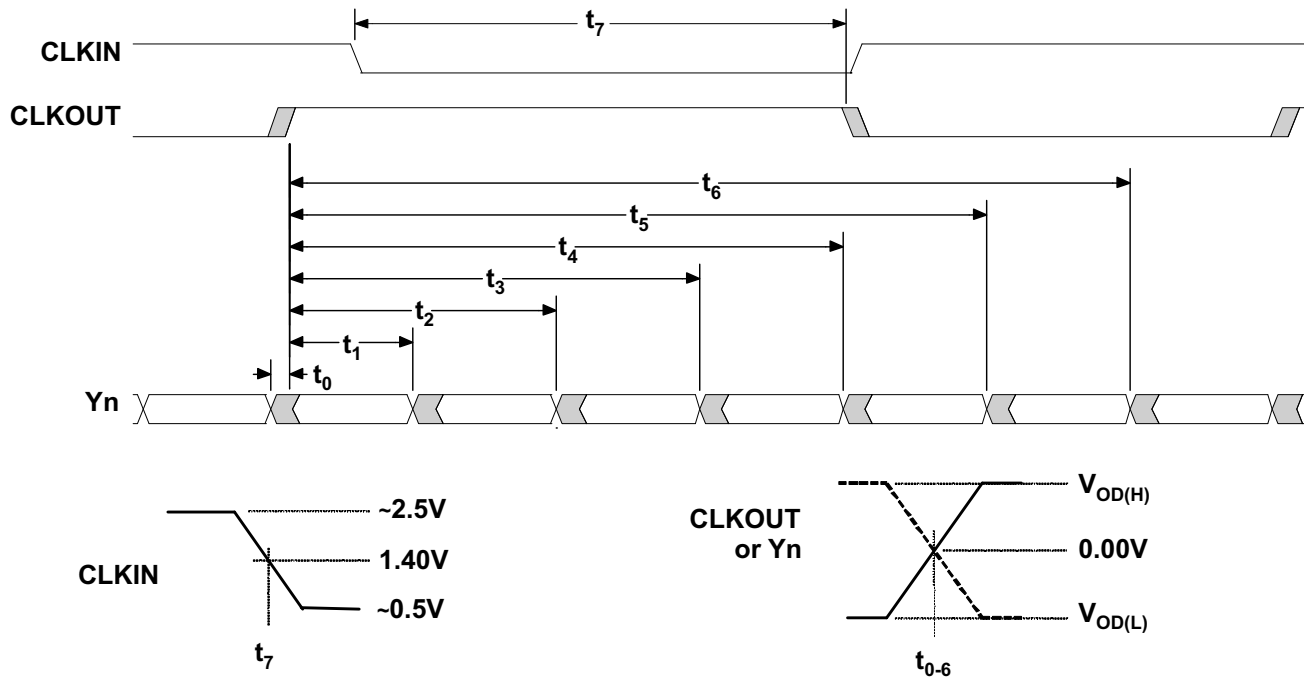 t7
CLKIN
CLKOUT
t6
t5
t4
t3
t2
t1
t0
Yn
~2.5V
1.40V
~0.5V
CLKIN
t7
CLKOUT
or Yn
VOD(H)
0.00V
VOD(L)
t0-6